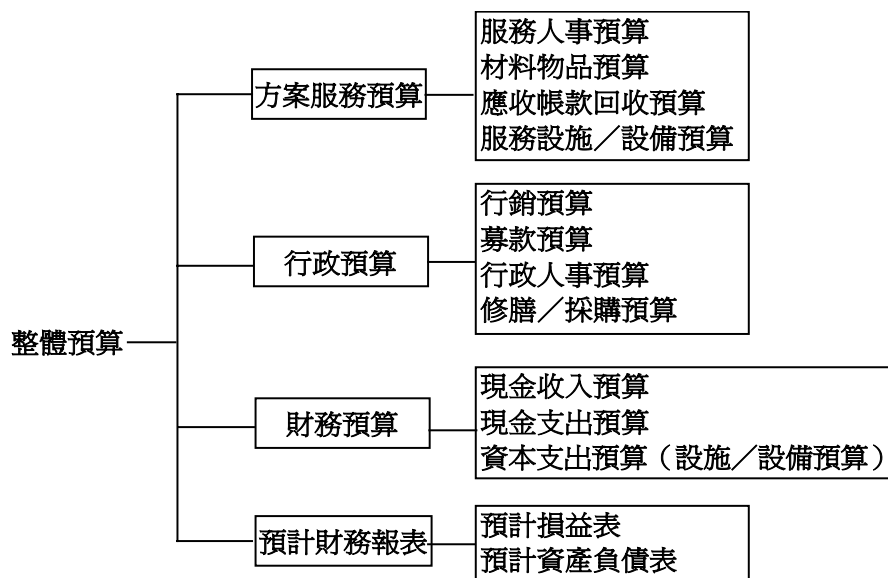 整體預算
方案服務預算
服務人事預算
材料物品預算
應收帳款回收預算
服務設施／設備預算
行政預算
行銷預算
募款預算
行政人事預算
修膳／採購預算
財務預算
現金收入預算
現金支出預算
資本支出預算（設施／設備預算）
預計財務報表
預計損益表
預計資產負債表